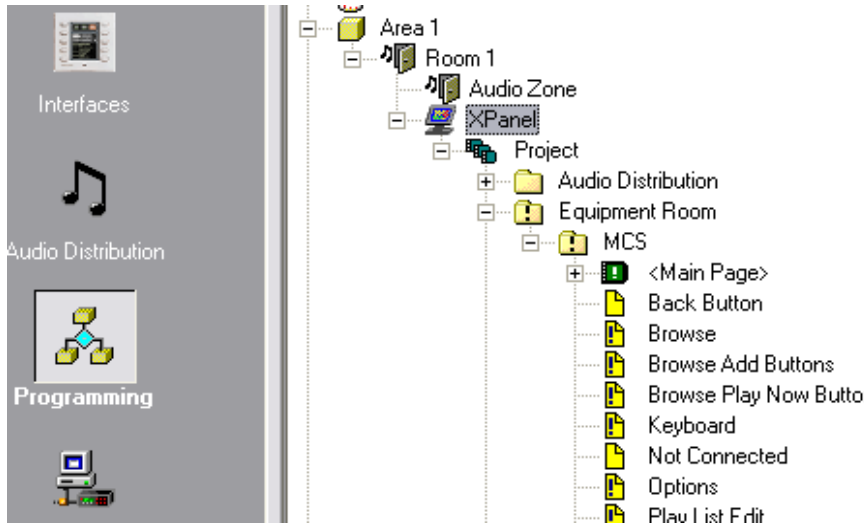 Interfaces
Audio Distribution
Programming
Area 1
Room 1
Audio Zone
XPanel
Project
Audio Distribution
Equipment Room
MCS
<Main Page>
Back Button
Browse
Browse Add Buttons
Browse Play Now Butto
Keyboard
Not Connected
Options
Play List Edit